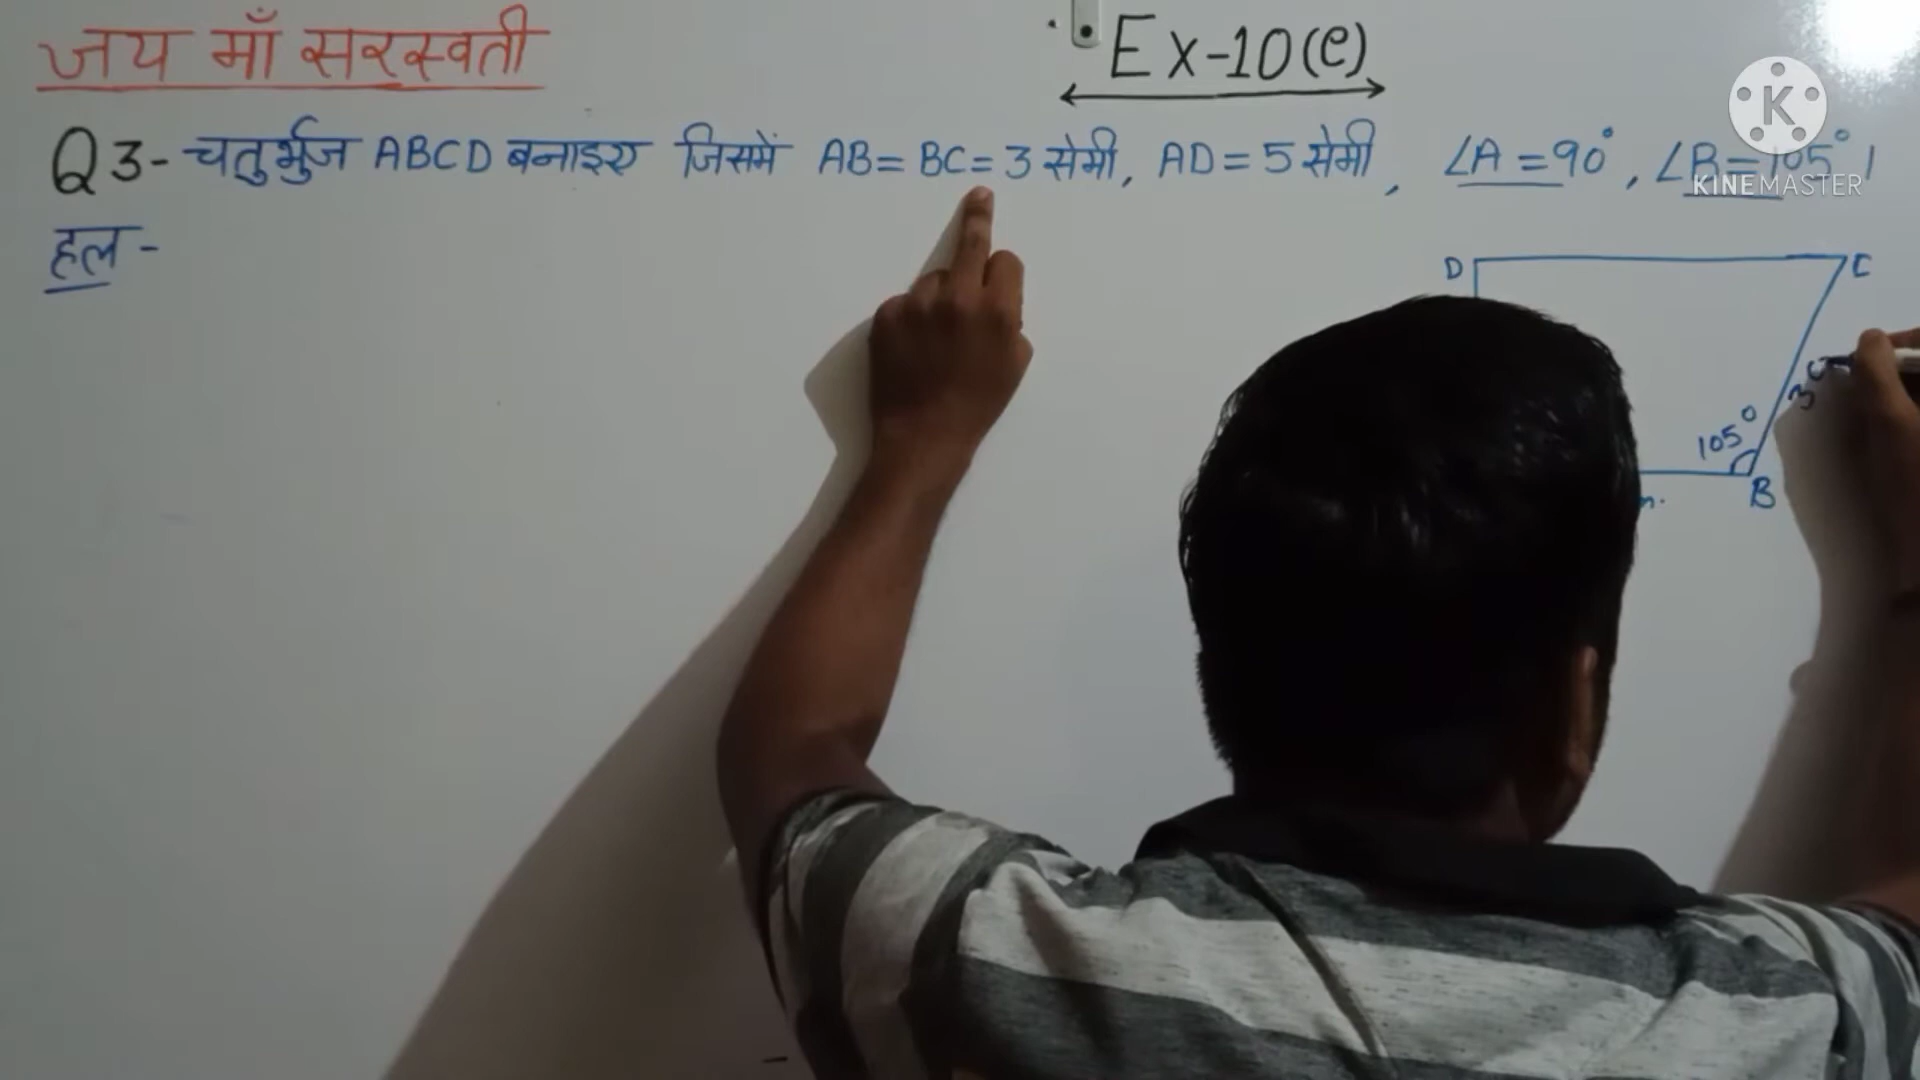 जय माँ सरस्वती
Ex-10(e)
Q3- चतुर्भुज ABCD बनाइए जिसमें AB = BC = 3 सेमी, AD = 5 सेमी, ∠A = 90°, ∠B = 105° ।
K
KINEMASTER
हल -
D C
3 c
105°
B